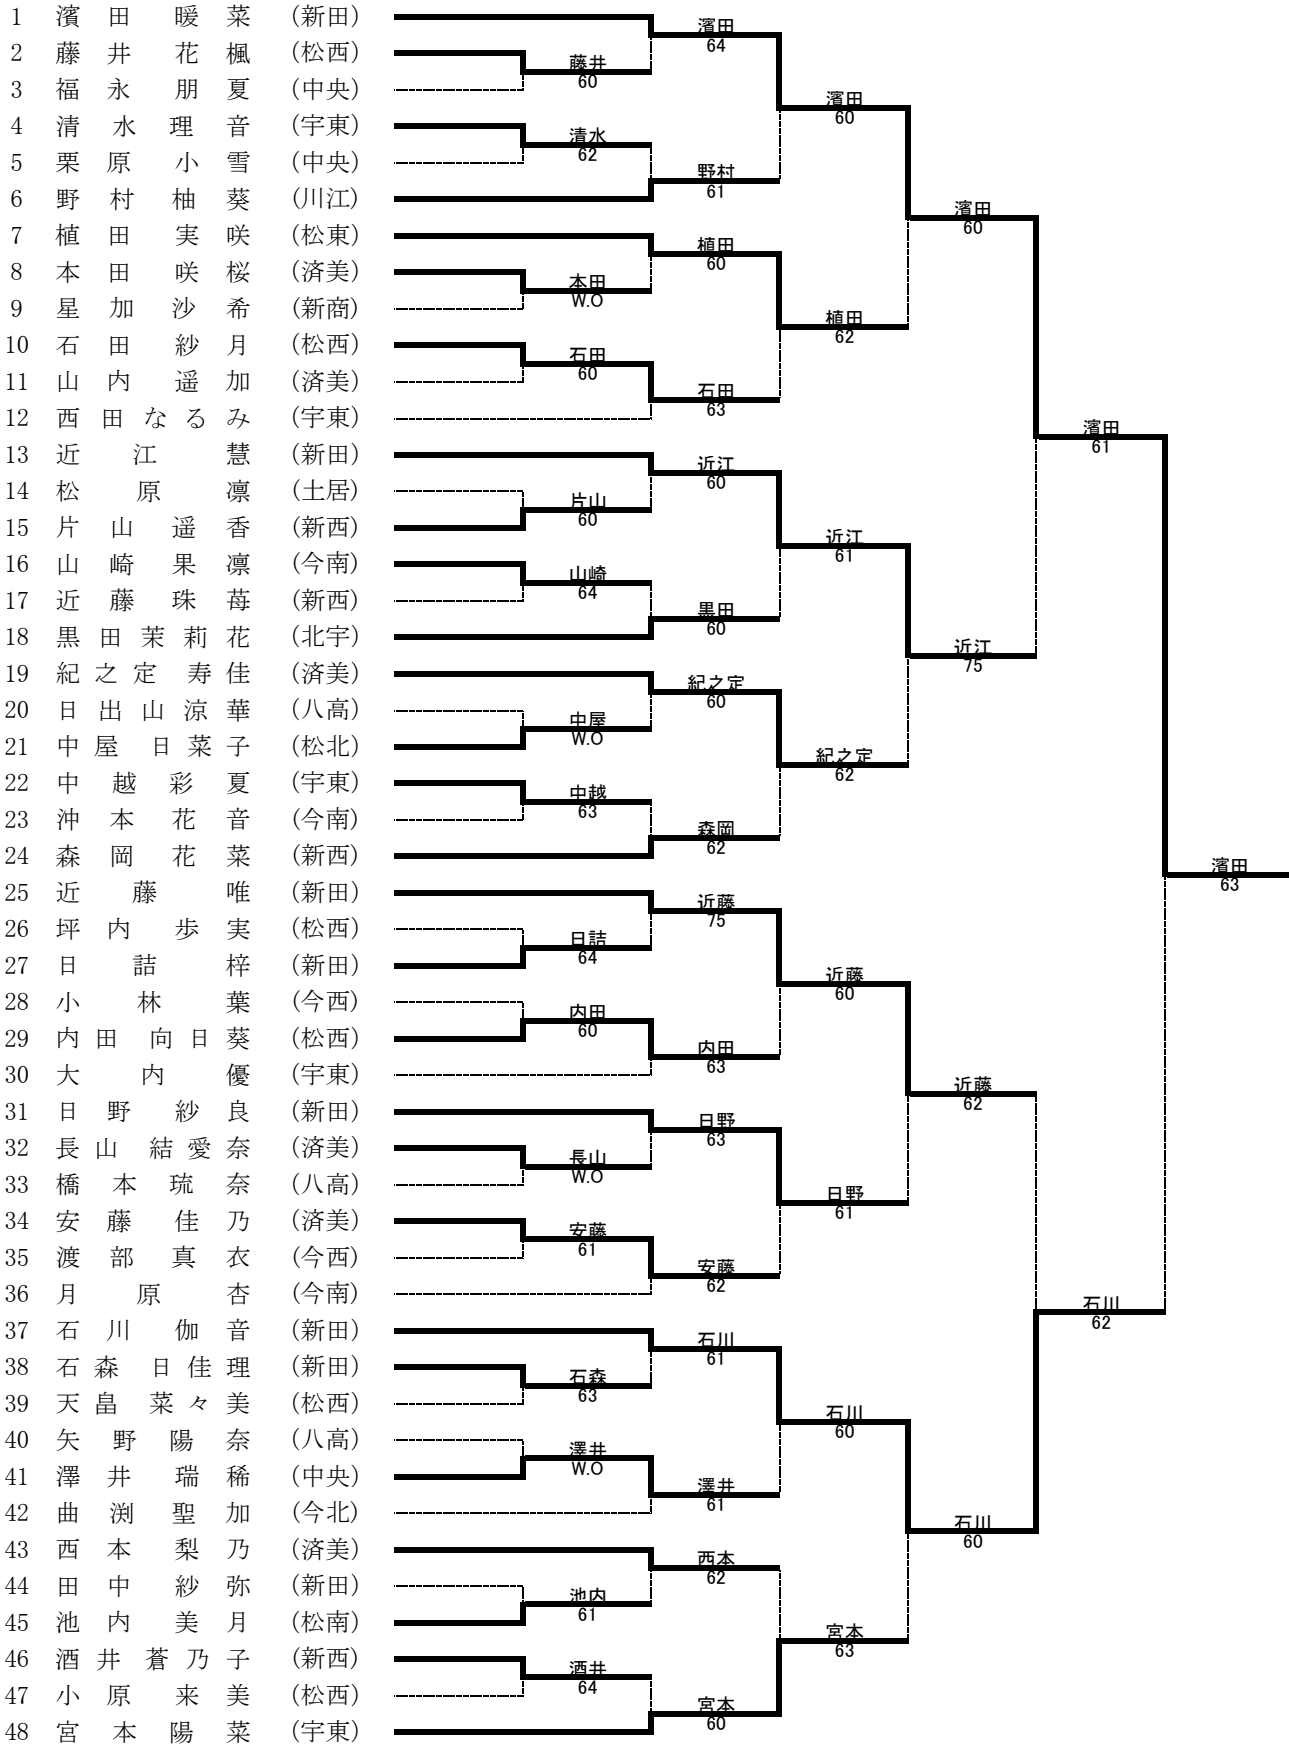 1 濱田 暖菜 (新田)
濱田
64
2 藤井 花楓 (松西)
藤井
60
3 福永 朋夏 (中央)
濱田
60
4 清水理音 (宇東)
清水
62
5 栗原 小雪 (中央)
野村
61
6 野村柚葵 (川江)
濱田
60
7 植田 実咲 (松東)
植田
60
8 本田 咲桜 (済美)
本田
W.O
9 星加沙希 (新商)
植田
62
10 石田 紗月 (松西)
石田
60
11 山内 遥加 (済美)
石田
63
12 西田なるみ (宇東)
濱田
61
13 近江 慧 (新田)
近江
60
14 松原 凛 (土居)
片山
60
15 片山遥香 (新西)
近江
61
16 山崎果凛 (今南)
山崎
64
17 近藤珠苺 (新西)
黒田
60
18 黒田茉莉花 (北宇)
近江
75
19 紀之定 寿佳 (済美)
紀之定
60
20 日出山涼華 (八高)
中屋
W.O
21 中屋 日菜子 (松北)
紀之定
62
22 中越彩夏 (宇東)
中越
63
23 沖本花音 (今南)
森岡
62
24 森岡花菜 (新西)
濱田
63
25 近藤 唯 (新田)
近藤
75
26 坪内 歩実 (松西)
日詰
64
27 日詰 梓 (新田)
近藤
60
28 小林 葉 (今西)
内田
60
29 内田 向日葵 (松西)
内田
63
30 大内 優 (宇東)
近藤
62
31 日野 紗良 (新田)
日野
63
32 長山 結愛奈 (済美)
長山
W.O
33 橋本琉奈 (八高)
日野
61
34 安藤 佳乃 (済美)
安藤
61
35 渡部真衣 (今西)
安藤
62
36 月原 杏 (今南)
石川
62
37 石川 伽音 (新田)
石川
61
38 石森 日佳理 (新田)
石森
63
39 天畠 菜々美 (松西)
石川
60
40 矢野陽奈 (八高)
澤井
W.O
41 澤井 瑞稀 (中央)
澤井
61
42 曲渕聖加 (今北)
石川
60
43 西本 梨乃 (済美)
西本
62
44 田中 紗弥 (新田)
池内
61
45 池内 美月 (松南)
宮本
63
46 酒井蒼乃子 (新西)
酒井
64
47 小原 来美 (松西)
宮本
60
48 宮本陽菜 (宇東)